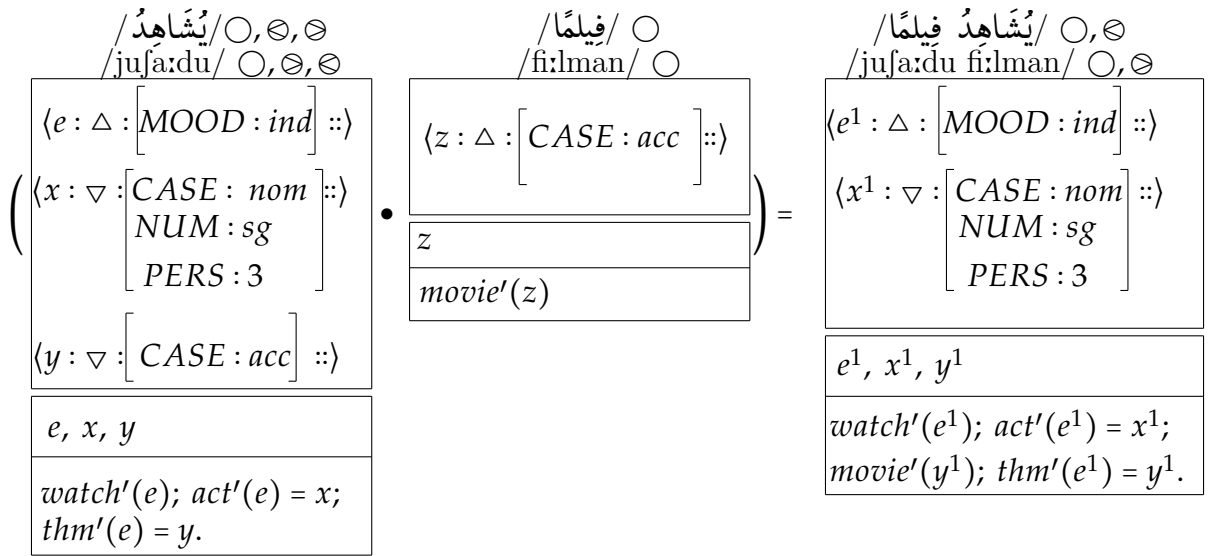 /يُشَاهِدُ/◯,⧀,⧁
/juʃaːdu/ ◯,⧁,⧀
⟨e : △ : [MOOD : ind] ::⟩
⟨x : ▽ : [CASE : nom
NUM : sg
PERS : 3] ::⟩
⟨y : ▽ : [CASE : acc] ::⟩
e, x, y
watch′(e); act′(e) = x;
thm′(e) = y.
•
/فِيلمًا/ ◯
/fiːlman/ ◯
⟨z : △ : [CASE : acc] ::⟩
z
movie′(z)
=
/يُشَاهِدُ فِيلمًا/ ◯,⧀
/juʃaːdu fiːlman/ ◯,⧁
⟨e¹ : △ : [MOOD : ind] ::⟩
⟨x¹ : ▽ : [CASE : nom
NUM : sg
PERS : 3] ::⟩
e¹, x¹, y¹
watch′(e¹); act′(e¹) = x¹;
movie′(y¹); thm′(e¹) = y¹.